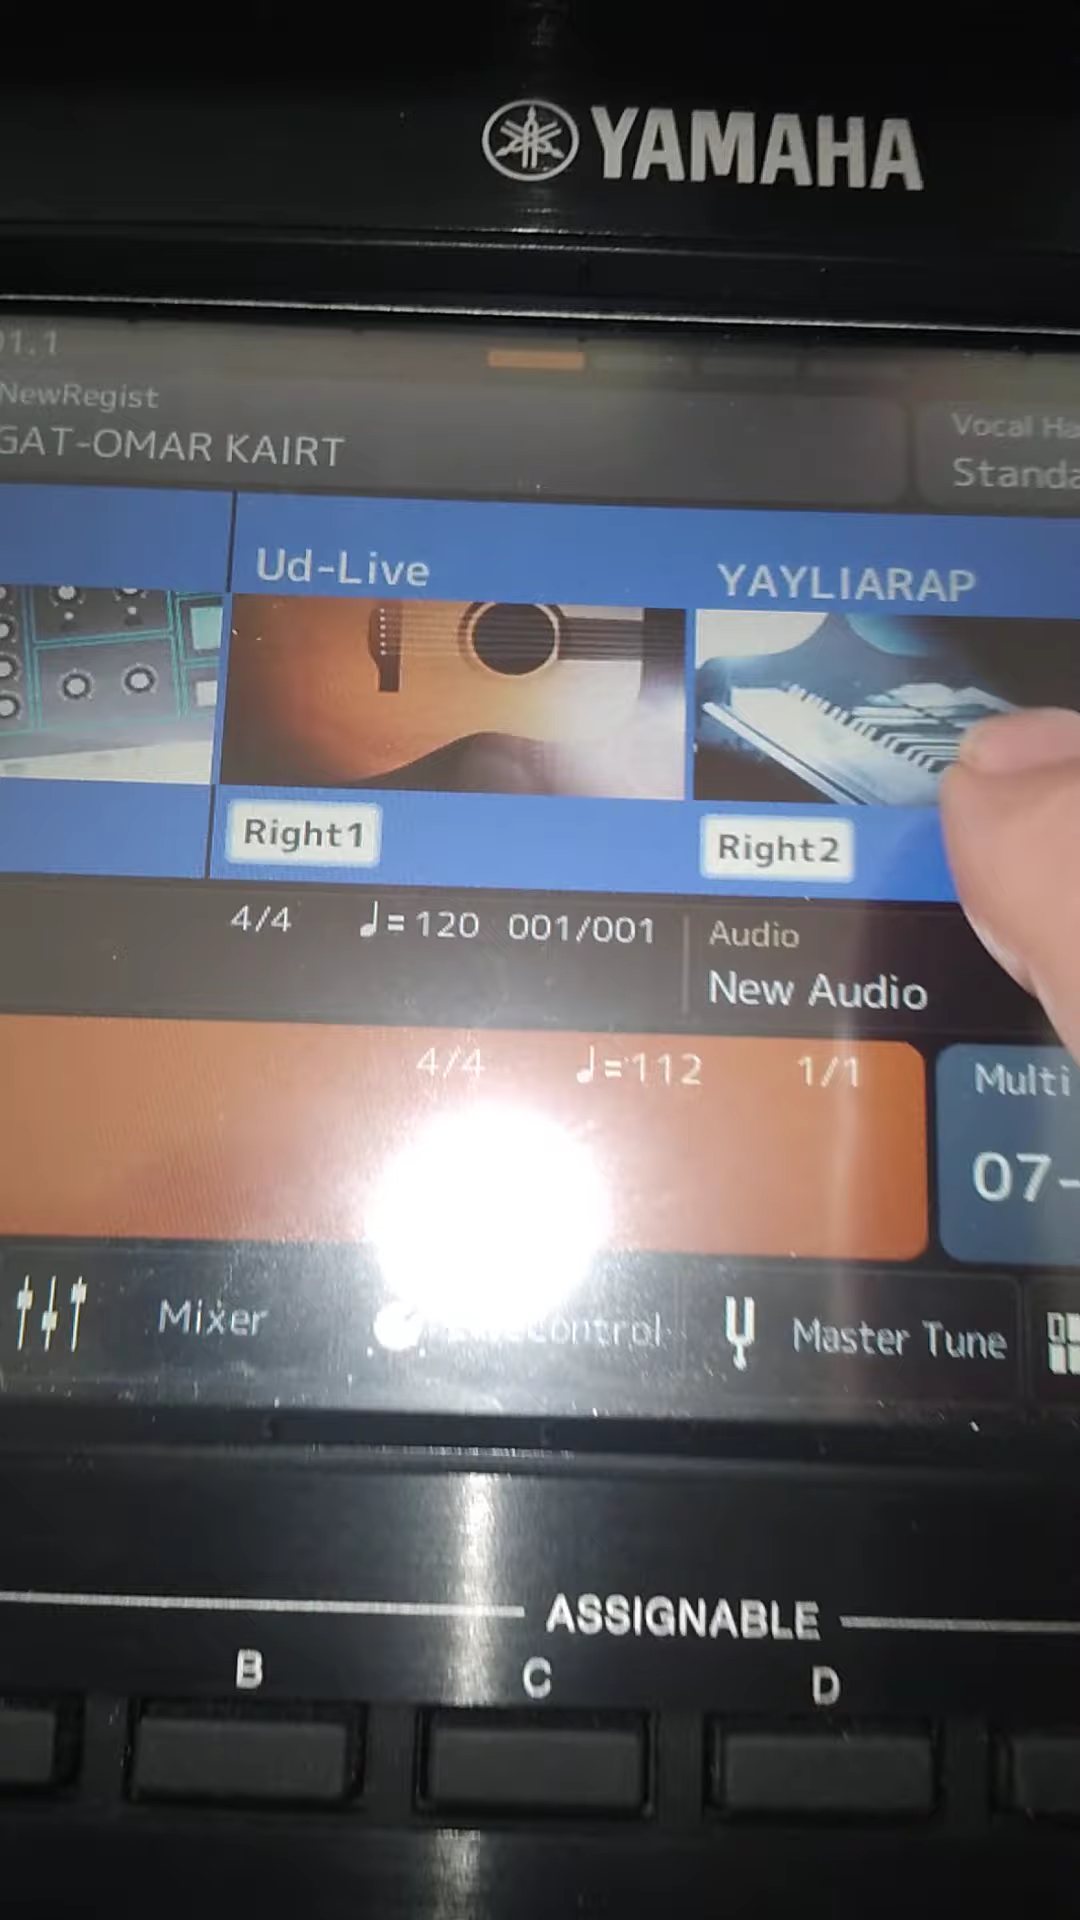 YAMAHA
01.1
NewRegist
GAT-OMAR KAIRT
Vocal Ha
Standa
Ud-Live
YAYLIARAP
Right1
Right2
4/4 ♩=120 001/001
Audio
New Audio
4/4 ♩=112 1/1
Multi
07-
Mixer
Control
Master Tune
ASSIGNABLE
B
C
D